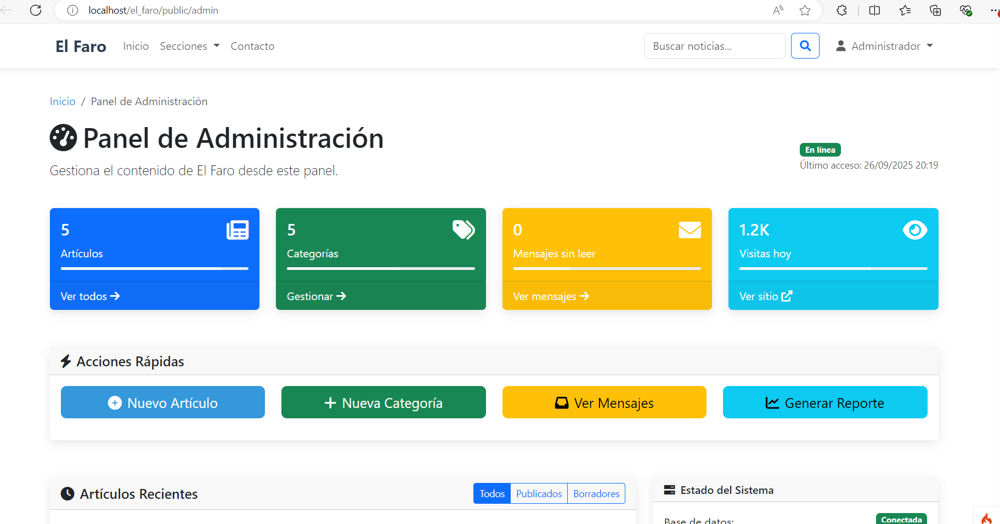 localhost/el_faro/public/admin
El Faro Inicio Secciones Contacto Buscar noticias... Administrador
Inicio / Panel de Administración
Panel de Administración
Gestiona el contenido de El Faro desde este panel.
En línea
Último acceso: 26/09/2025 20:19
5
Artículos
Ver todos
5
Categorías
Gestionar
0
Mensajes sin leer
Ver mensajes
1.2K
Visitas hoy
Ver sitio
Acciones Rápidas
Nuevo Artículo
Nueva Categoría
Ver Mensajes
Generar Reporte
Artículos Recientes
Todos Publicados Borradores
Estado del Sistema
Base de datos: Conectada